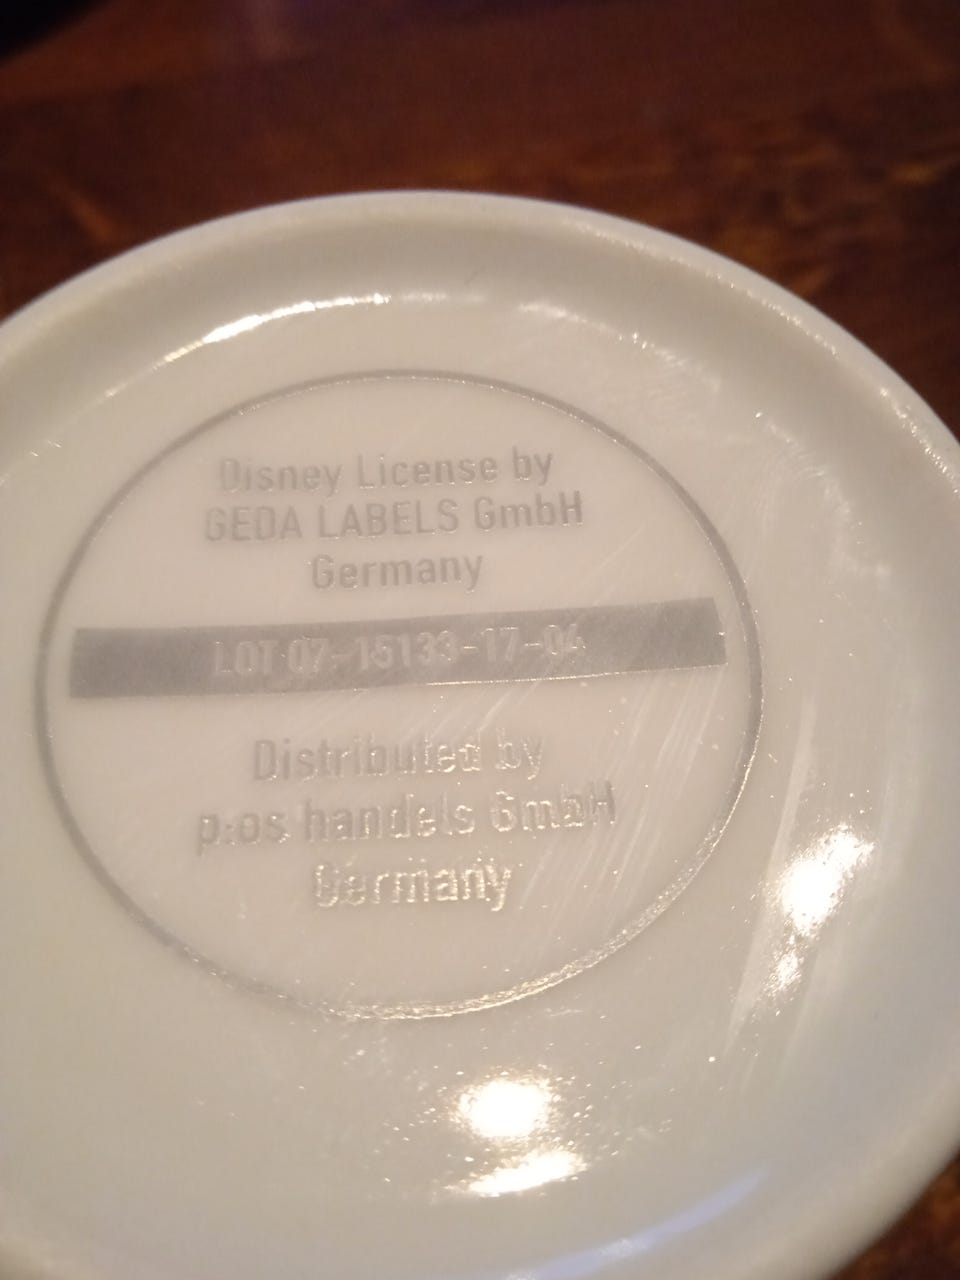 Disney License by
GEDA LABELS GmbH
Germany
LOT 07-15133-17-04
Distributed by
p:os handels GmbH
Germany